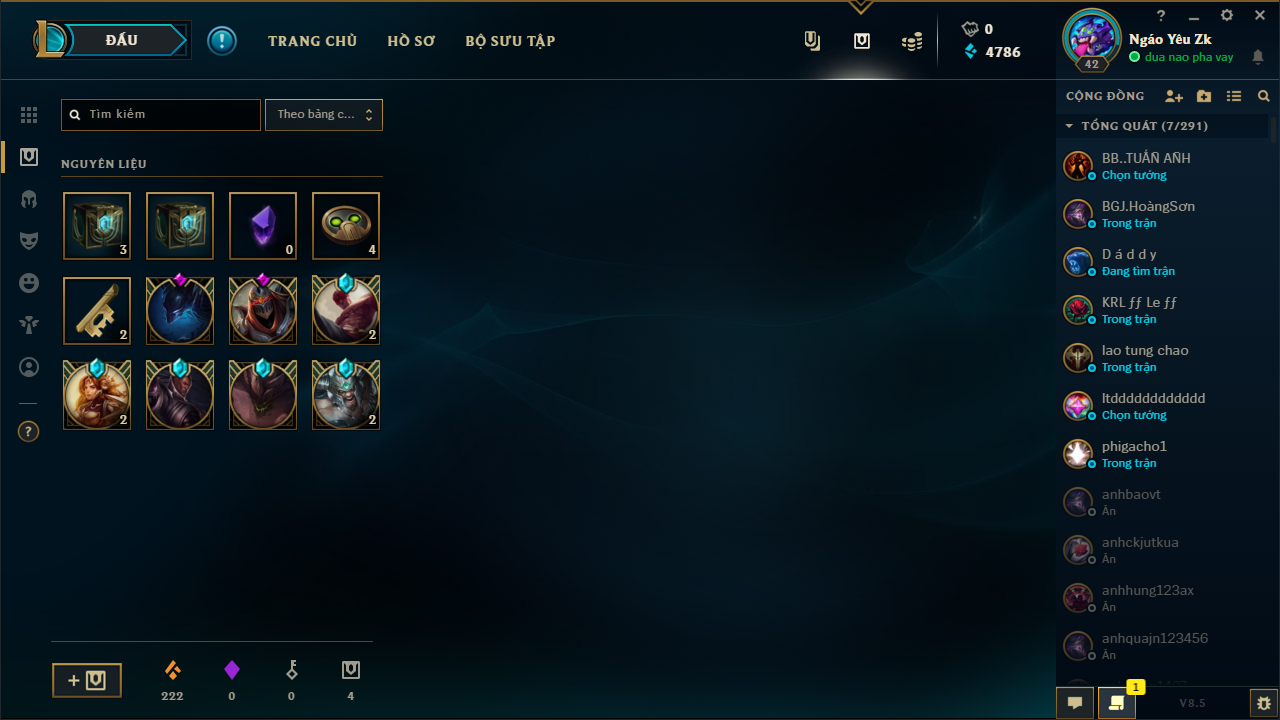 ĐẤU
TRANG CHỦ
HỒ SƠ
BỘ SƯU TẬP
0
4786
?
Ngáo Yêu Zk
dua nao pha vay
42
Tìm kiếm
Theo bảng c...
NGUYÊN LIỆU
3
0
4
2
2
2
2
?
222
0
0
4
CỘNG ĐỒNG
TỔNG QUÁT (7/291)
BB..TUẤÑ AÑH
Chọn tướng
BGJ.HoàngSơn
Trong trận
D á d d y
Đang tìm trận
KRL ƒƒ Le ƒƒ
Trong trận
lao tung chao
Trong trận
ltdddddddddddd
Chọn tướng
phigacho1
Trong trận
anhbaovt
Ẩn
anhckjutkua
Ẩn
anhhung123ax
Ẩn
anhquajn123456
Ẩn
1
V8.5